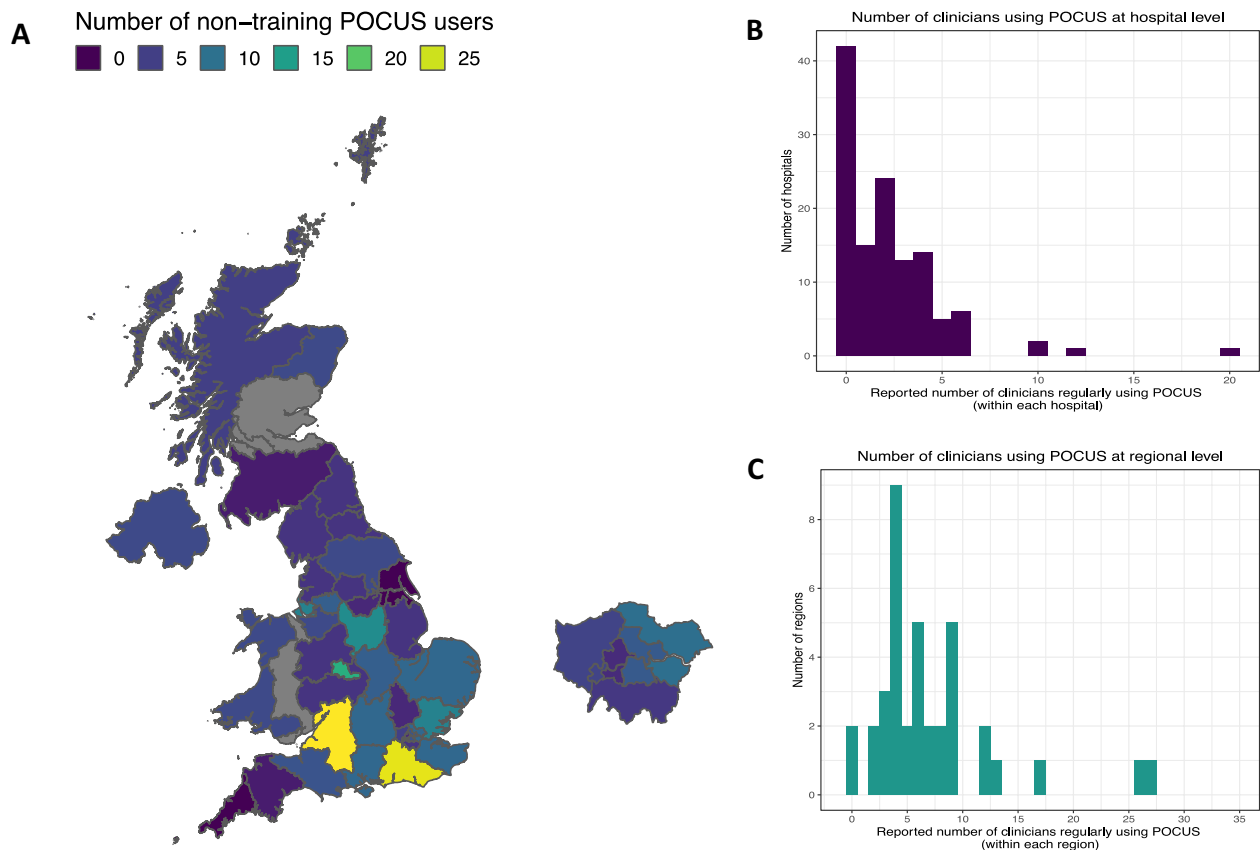 A
Number of non−training POCUS users
0 5 10 15 20 25
B
Number of clinicians using POCUS at hospital level
Number of hospitals
40
30
20
10
0
0 5 10 15 20
Reported number of clinicians regularly using POCUS
(within each hospital)
C
Number of clinicians using POCUS at regional level
Number of regions
8
6
4
2
0
0 5 10 15 20 25 30 35
Reported number of clinicians regularly using POCUS
(within each region)